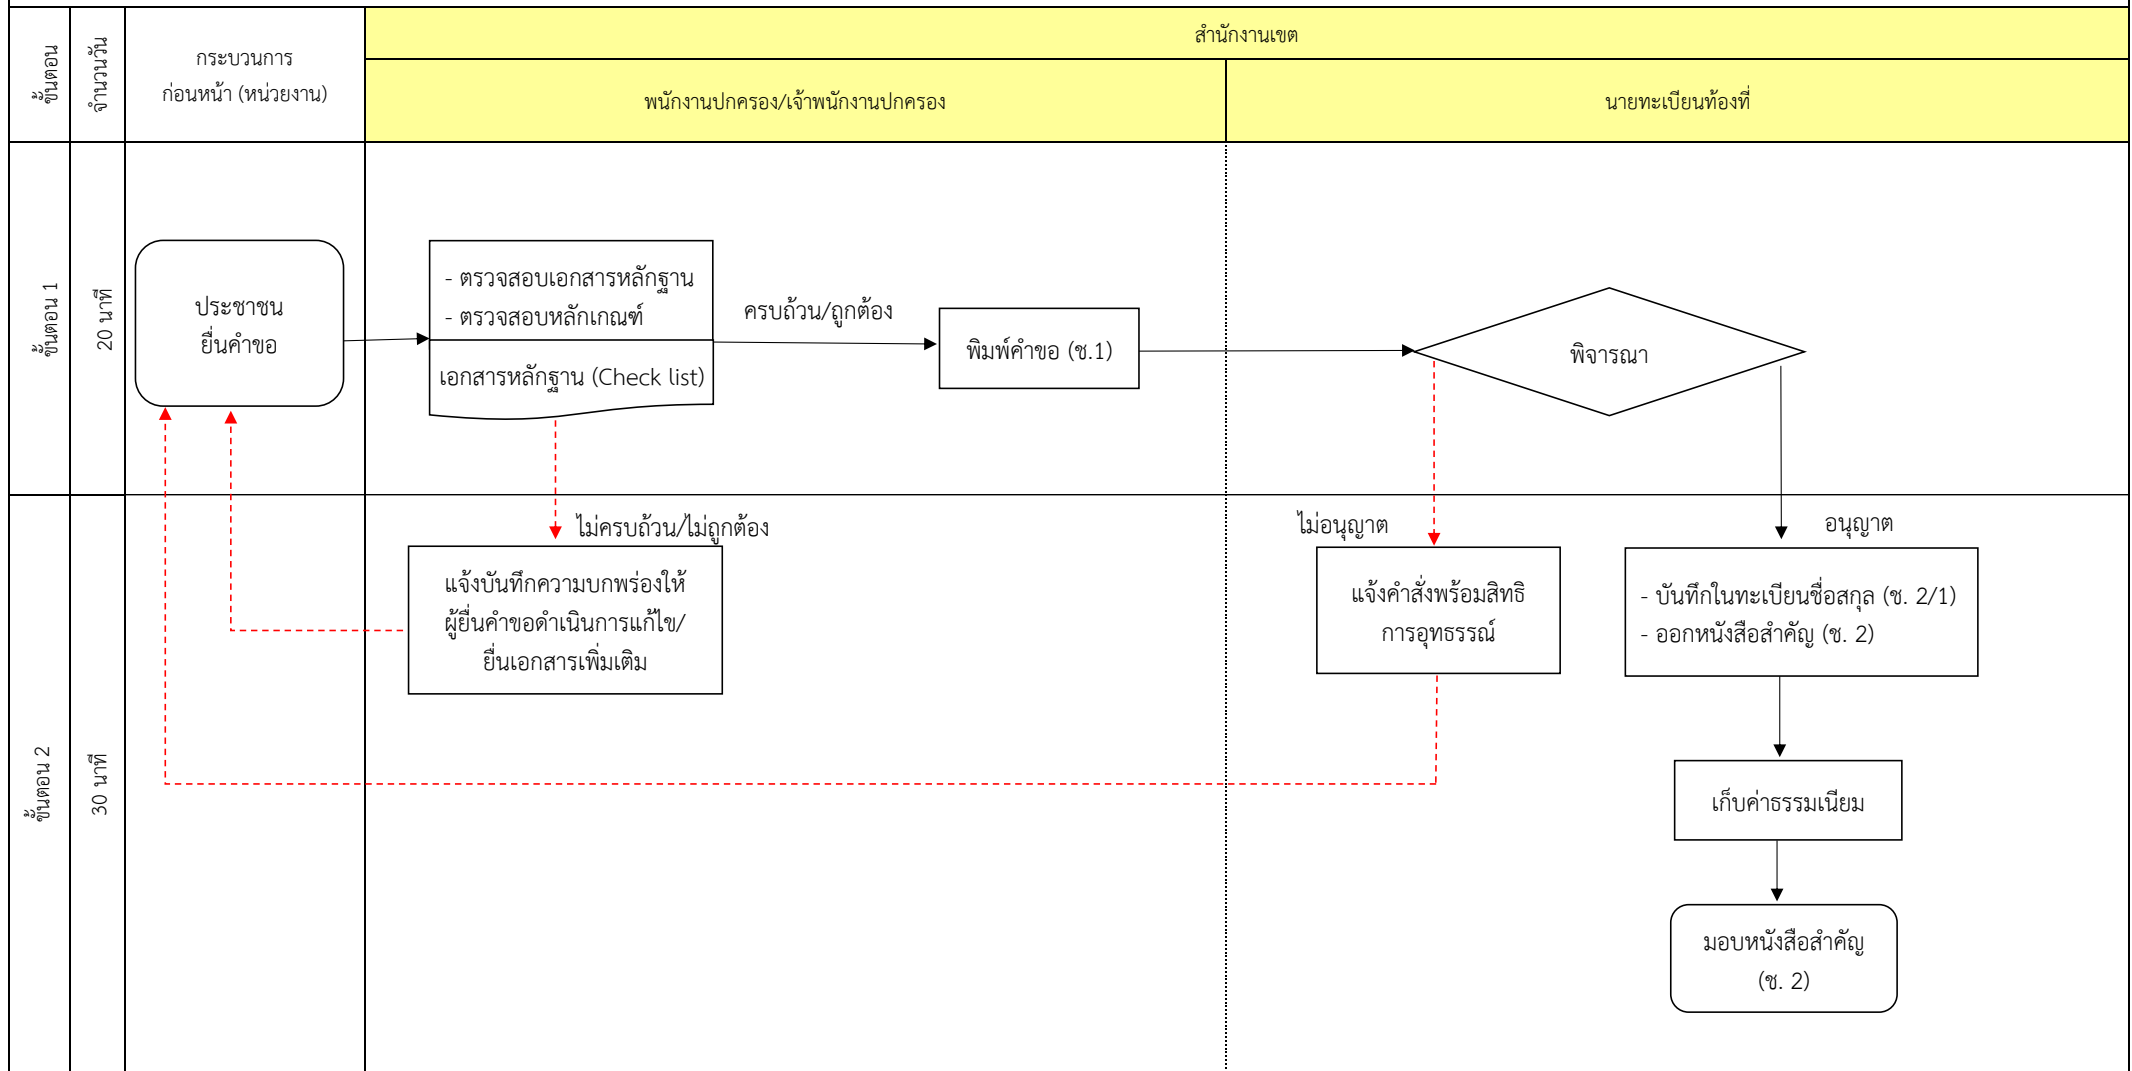 ขั้นตอน
จำนวนวัน
กระบวนการ
ก่อนหน้า (หน่วยงาน)
สำนักงานเขต
พนักงานปกครอง/เจ้าพนักงานปกครอง
นายทะเบียนท้องที่
ขั้นตอน 1
20 นาที
ประชาชน
ยื่นคำขอ
- ตรวจสอบเอกสารหลักฐาน
- ตรวจสอบหลักเกณฑ์
เอกสารหลักฐาน (Check list)
ครบถ้วน/ถูกต้อง
พิมพ์คำขอ (ช.1)
พิจารณา
ขั้นตอน 2
30 นาที
ไม่ครบถ้วน/ไม่ถูกต้อง
แจ้งบันทึกความบกพร่องให้
ผู้ยื่นคำขอดำเนินการแก้ไข/
ยื่นเอกสารเพิ่มเติม
ไม่อนุญาต
แจ้งคำสั่งพร้อมสิทธิ
การอุทธรรณ์
อนุญาต
- บันทึกในทะเบียนชื่อสกุล (ช. 2/1)
- ออกหนังสือสำคัญ (ช. 2)
เก็บค่าธรรมเนียม
มอบหนังสือสำคัญ
(ช. 2)